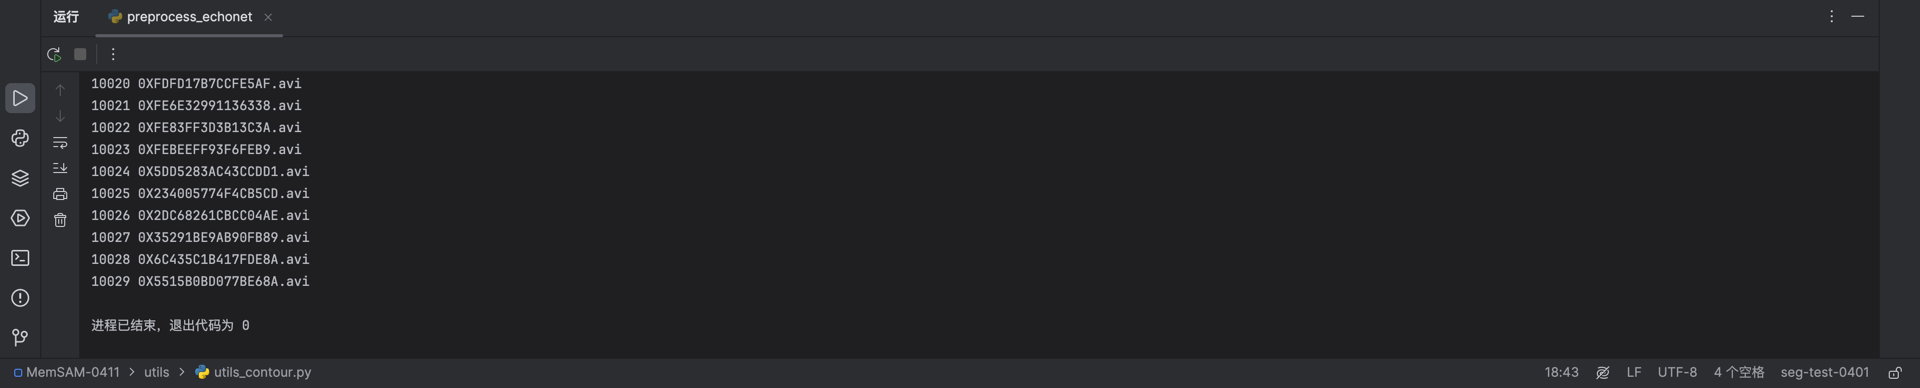 运行 preprocess_echonet
10020 0XFDFD17B7CCFE5AF.avi
10021 0XFE6E32991136338.avi
10022 0XFE83FF3D3B13C3A.avi
10023 0XFEBEEFF93F6FEB9.avi
10024 0X5DD5283AC43CCDD1.avi
10025 0X234005774F4CB5CD.avi
10026 0X2DC68261CBCC04AE.avi
10027 0X35291BE9AB90FB89.avi
10028 0X6C435C1B417FDE8A.avi
10029 0X5515B0BD077BE68A.avi
进程已结束，退出代码为 0
MemSAM-0411 > utils > utils_contour.py 18:43 LF UTF-8 4 个空格 seg-test-0401